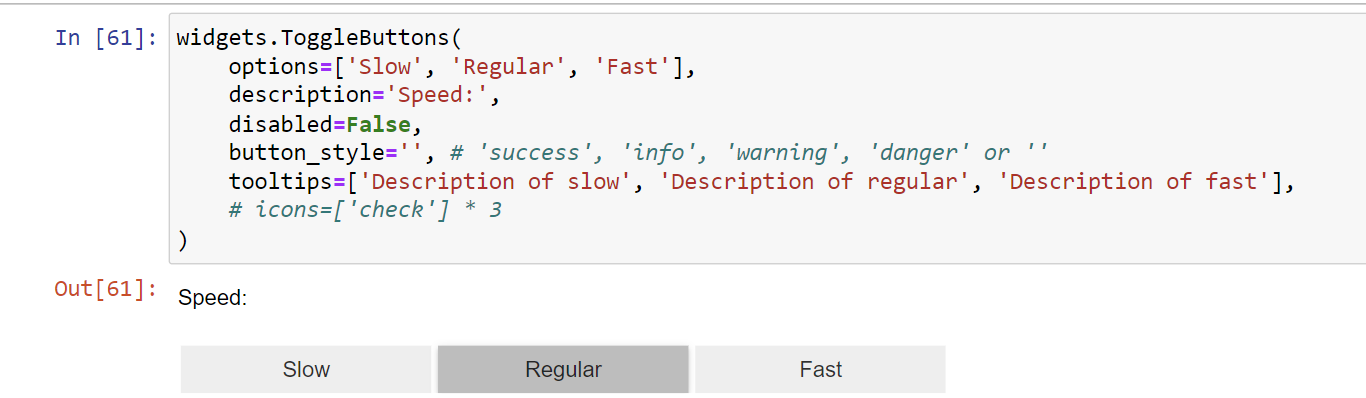 In [61]: widgets.ToggleButtons(
    options=['Slow', 'Regular', 'Fast'],
    description='Speed:',
    disabled=False,
    button_style='', # 'success', 'info', 'warning', 'danger' or ''
    tooltips=['Description of slow', 'Description of regular', 'Description of fast'],
    # icons=['check'] * 3
)
Out[61]: Speed:
Slow Regular Fast